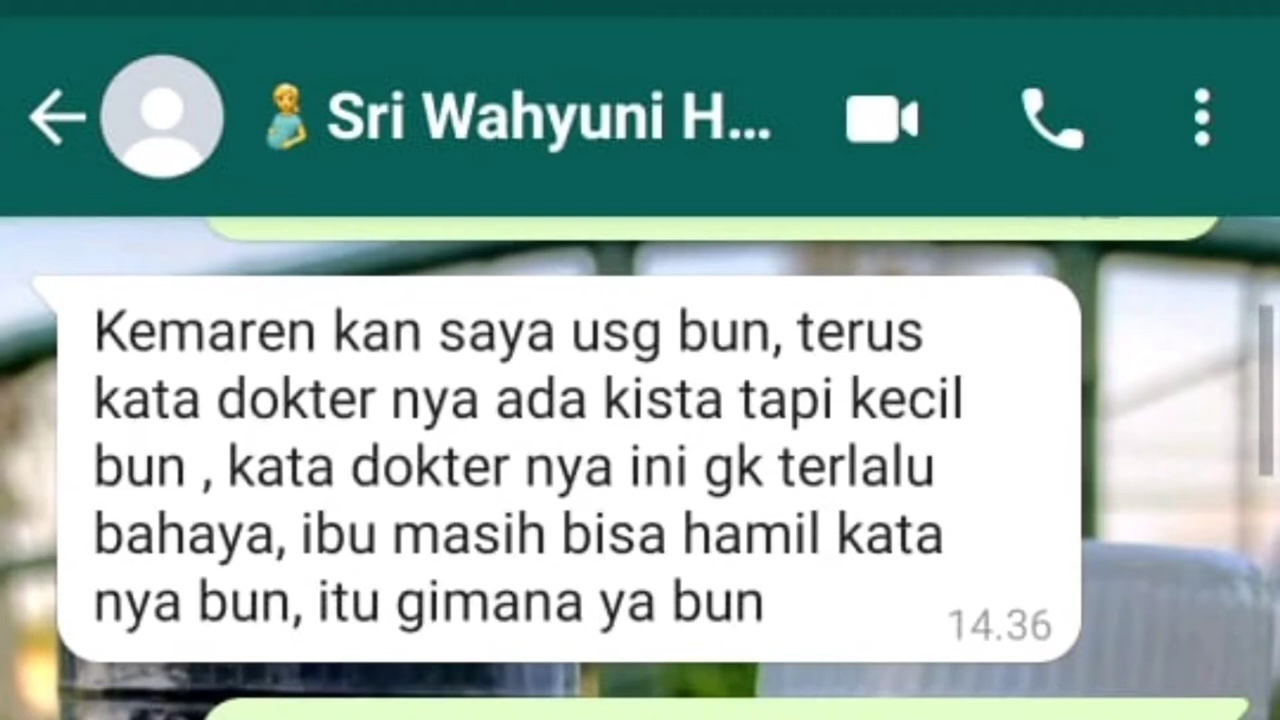 Sri Wahyuni H...
Kemaren kan saya usg bun, terus
kata dokter nya ada kista tapi kecil
bun , kata dokter nya ini gk terlalu
bahaya, ibu masih bisa hamil kata
nya bun, itu gimana ya bun
14.36